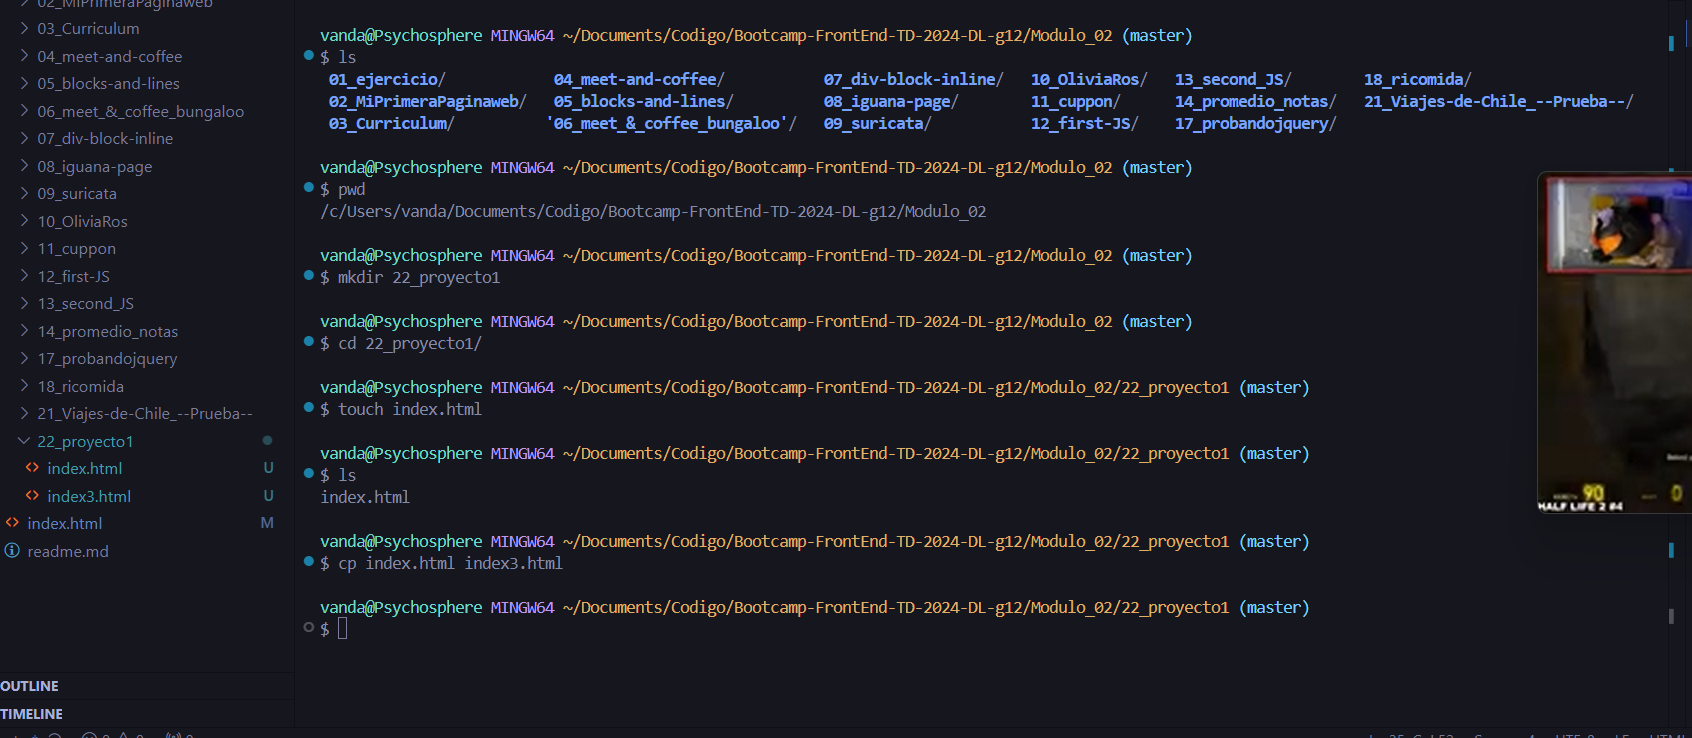 02_MiPrimeraPaginaweb
03_Curriculum
04_meet-and-coffee
05_blocks-and-lines
06_meet_&_coffee_bungaloo
07_div-block-inline
08_iguana-page
09_suricata
10_OliviaRos
11_cuppon
12_first-JS
13_second_JS
14_promedio_notas
17_probandojquery
18_ricomida
21_Viajes-de-Chile_--Prueba--
22_proyecto1
index.html U
index3.html U
index.html M
readme.md
OUTLINE
TIMELINE
vanda@Psychosphere MINGW64 ~/Documents/Codigo/Bootcamp-FrontEnd-TD-2024-DL-g12/Modulo_02 (master)
$ ls
01_ejercicio/ 04_meet-and-coffee/ 07_div-block-inline/ 10_OliviaRos/ 13_second_JS/ 18_ricomida/
02_MiPrimeraPaginaweb/ 05_blocks-and-lines/ 08_iguana-page/ 11_cuppon/ 14_promedio_notas/ 21_Viajes-de-Chile_--Prueba--/
03_Curriculum/ '06_meet_&_coffee_bungaloo'/ 09_suricata/ 12_first-JS/ 17_probandojquery/
vanda@Psychosphere MINGW64 ~/Documents/Codigo/Bootcamp-FrontEnd-TD-2024-DL-g12/Modulo_02 (master)
$ pwd
/c/Users/vanda/Documents/Codigo/Bootcamp-FrontEnd-TD-2024-DL-g12/Modulo_02
vanda@Psychosphere MINGW64 ~/Documents/Codigo/Bootcamp-FrontEnd-TD-2024-DL-g12/Modulo_02 (master)
$ mkdir 22_proyecto1
vanda@Psychosphere MINGW64 ~/Documents/Codigo/Bootcamp-FrontEnd-TD-2024-DL-g12/Modulo_02 (master)
$ cd 22_proyecto1/
vanda@Psychosphere MINGW64 ~/Documents/Codigo/Bootcamp-FrontEnd-TD-2024-DL-g12/Modulo_02/22_proyecto1 (master)
$ touch index.html
vanda@Psychosphere MINGW64 ~/Documents/Codigo/Bootcamp-FrontEnd-TD-2024-DL-g12/Modulo_02/22_proyecto1 (master)
$ ls
index.html
vanda@Psychosphere MINGW64 ~/Documents/Codigo/Bootcamp-FrontEnd-TD-2024-DL-g12/Modulo_02/22_proyecto1 (master)
$ cp index.html index3.html
vanda@Psychosphere MINGW64 ~/Documents/Codigo/Bootcamp-FrontEnd-TD-2024-DL-g12/Modulo_02/22_proyecto1 (master)
$
90 0
HALF LIFE 2 #4